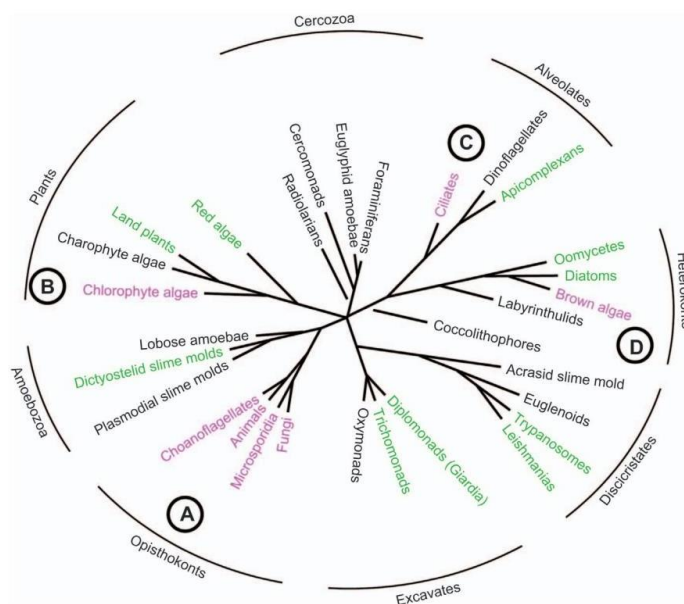 Cercozoa
Alveolates
Plants
Heterokonts
Amoebozoa
Discicristates
Opisthokonts
Excavates
A
B
C
D
Radiolarians
Cercomonads
Euglyphid amoebae
Foraminiferans
Ciliates
Dinoflagellates
Apicomplexans
Oomycetes
Diatoms
Brown algae
Labyrinthulids
Coccolithophores
Acrasid slime mold
Euglenoids
Trypanosomes
Leishmanias
Diplomonads (Giardia)
Trichomonads
Oxymonads
Fungi
Microsporidia
Animals
Choanoflagellates
Plasmodial slime molds
Dictyostelid slime molds
Lobose amoebae
Chlorophyte algae
Charophyte algae
Land plants
Red algae